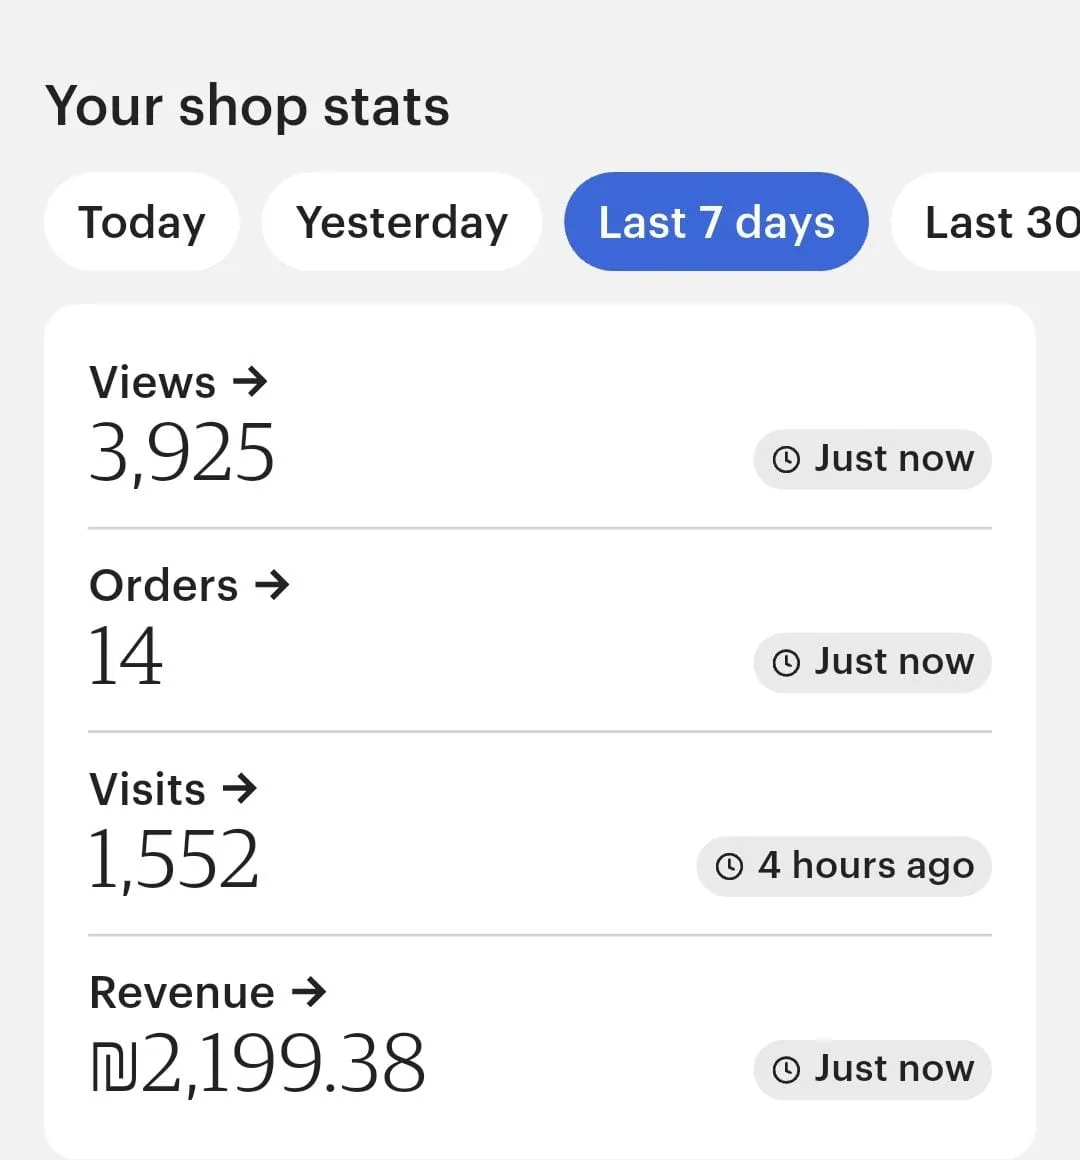 Your shop stats
Today Yesterday Last 7 days Last 30
Views →
3,925
Just now
Orders →
14
Just now
Visits →
1,552
4 hours ago
Revenue →
₪2,199.38
Just now